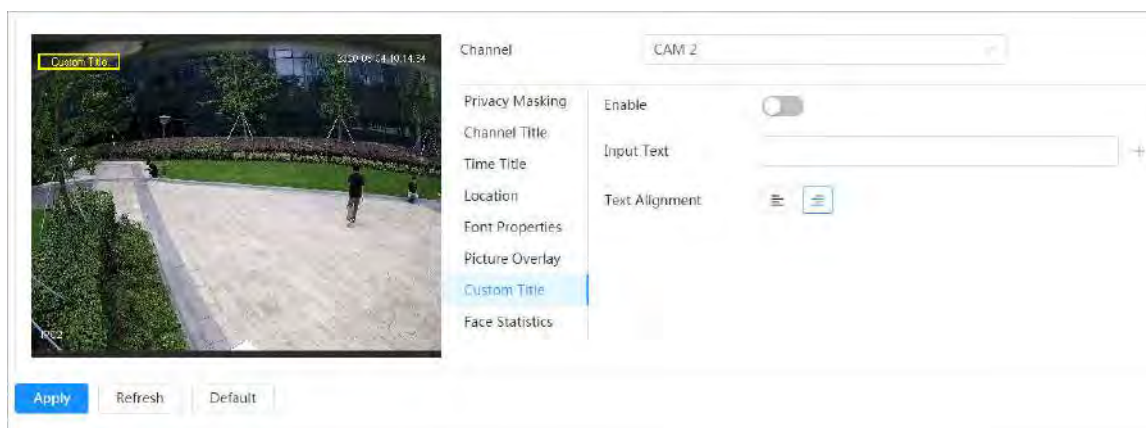 Custom Title
Channel
CAM 2
Privacy Masking
Channel Title
Time Title
Location
Font Properties
Picture Overlay
Custom Title
Face Statistics
Enable
Input Text
Text Alignment
Apply
Refresh
Default